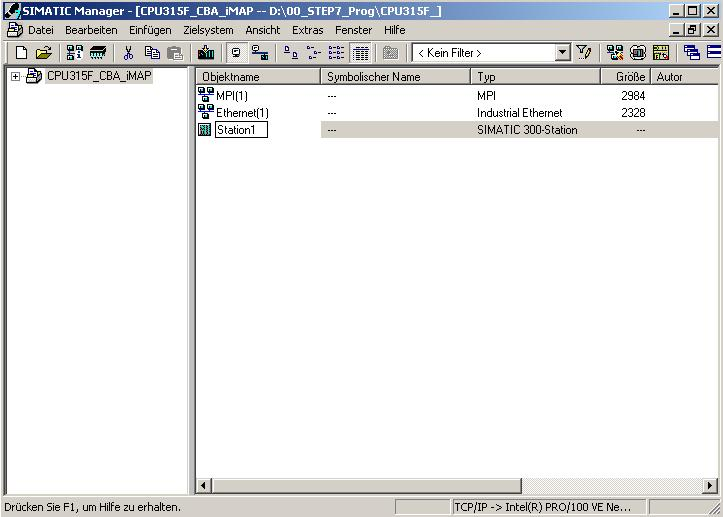 SIMATIC Manager - [CPU315F_CBA_iMAP -- D:\00_STEP7_Prog\CPU315F_]
Datei Bearbeiten Einfügen Zielsystem Ansicht Extras Fenster Hilfe
< Kein Filter >
CPU315F_CBA_iMAP
Objektname Symbolischer Name Typ Größe Autor
MPI(1) --- MPI 2984
Ethernet(1) --- Industrial Ethernet 2328
Station1 --- SIMATIC 300-Station ---
Drücken Sie F1, um Hilfe zu erhalten. TCP/IP -> Intel(R) PRO/100 VE Ne...